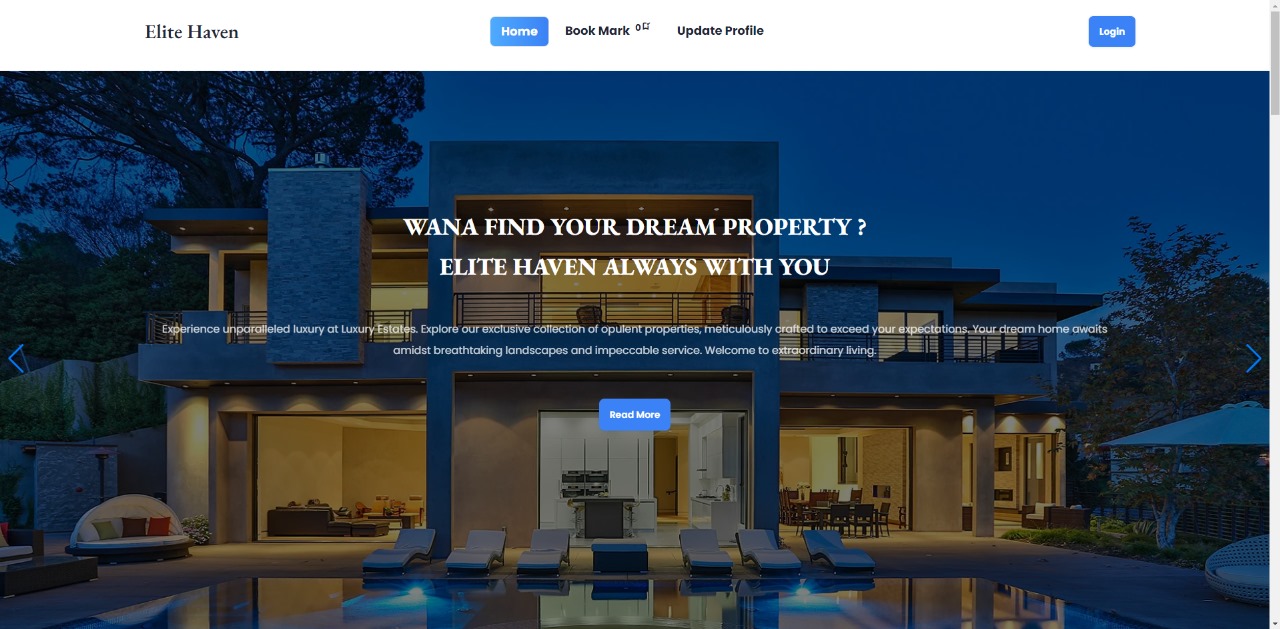 Elite Haven
Home
Book Mark 0
Update Profile
Login
WANA FIND YOUR DREAM PROPERTY ?
ELITE HAVEN ALWAYS WITH YOU
Experience unparalleled luxury at Luxury Estates. Explore our exclusive collection of opulent properties, meticulously crafted to exceed your expectations. Your dream home awaits
amidst breathtaking landscapes and impeccable service. Welcome to extraordinary living.
Read More